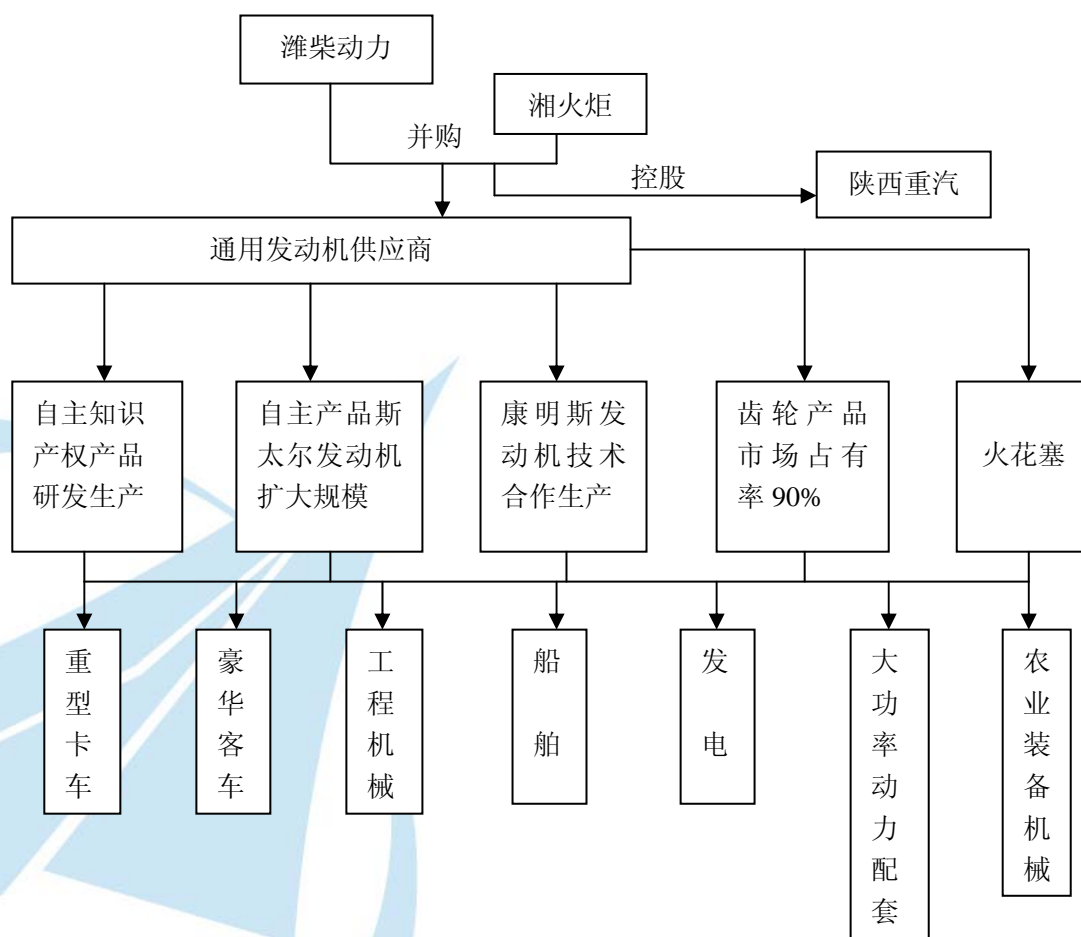 潍柴动力
湘火炬
并购
控股
陕西重汽
通用发动机供应商
自主知识
产权产品
研发生产
自主产品斯
太尔发动机
扩大规模
康明斯发
动机技术
合作生产
齿轮产品
市场占有
率 90%
火花塞
重型卡车
豪华客车
工程机械
船舶
发电
大功率动力配套
农业装备机械